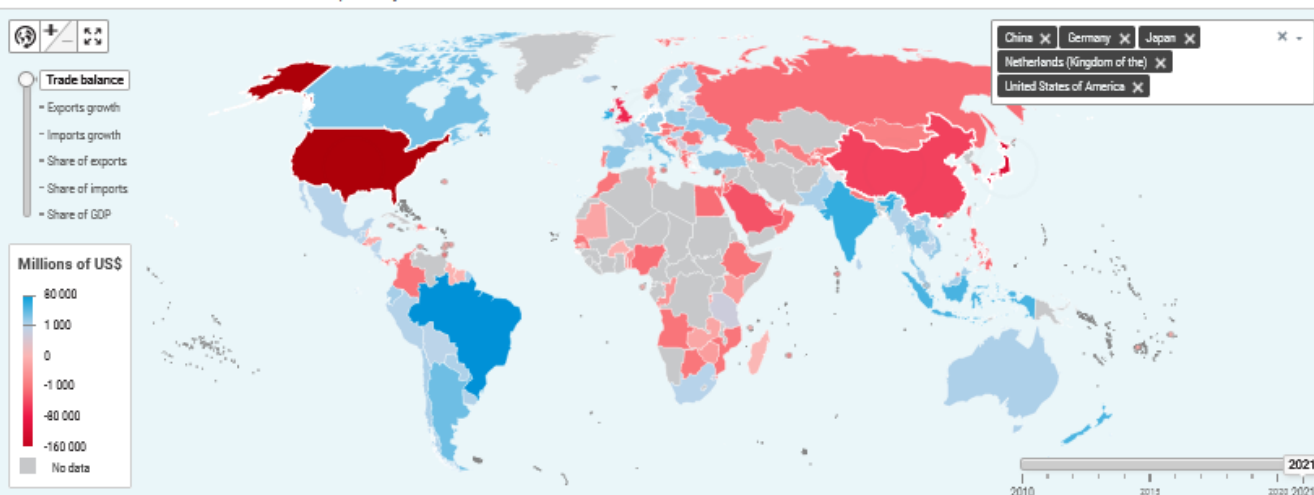 China × Germany × Japan ×
Netherlands (Kingdom of the) ×
United States of America ×
Trade balance
Exports growth
Imports growth
Share of exports
Share of imports
Share of GDP
Millions of US$
80 000
1 000
0
-1 000
-80 000
-160 000
No data
2021
2010 2015 2020 2021